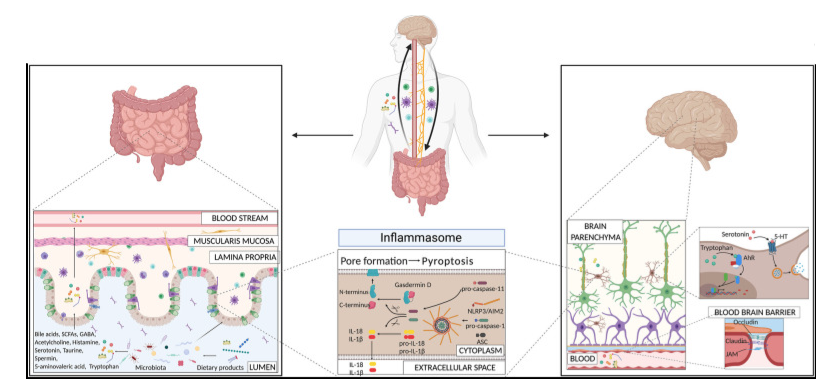 BLOOD STREAM
MUSCULARIS MUCOSA
LAMINA PROPRIA
Bile acids, SCFAs, GABA,
Acetylcholine, Histamine,
Serotonin, Taurine,
Spermin,
5-aminovaleric acid, Tryptophan
Microbiota
Dietary products
LUMEN
Inflammasome
Pore formation→Pyroptosis
N-terminus
C-terminus
Gasdermin D
pro-caspase-11
NLRP3/AIM2
pro-caspase-1
ASC
IL-18
IL-1β
pro-IL-18
pro-IL-1β
CYTOPLASM
IL-18
IL-1β
EXTRACELLULAR SPACE
BRAIN
PARENCHYMA
BLOOD
Serotonin
5-HT
Tryptophan
AhR
BLOOD BRAIN BARRIER
Occludin
Claudin
JAM